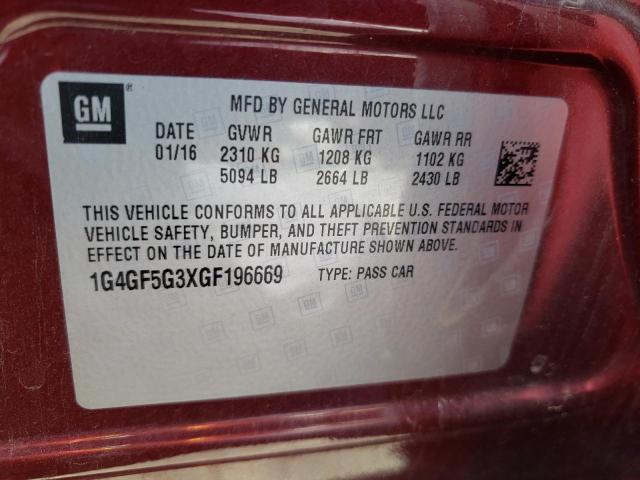 GM ®
MFD BY GENERAL MOTORS LLC
DATE GVWR GAWR FRT GAWR RR
01/16 2310 KG 1208 KG 1102 KG
5094 LB 2664 LB 2430 LB
THIS VEHICLE CONFORMS TO ALL APPLICABLE U.S. FEDERAL MOTOR
VEHICLE SAFETY, BUMPER, AND THEFT PREVENTION STANDARDS IN
EFFECT ON THE DATE OF MANUFACTURE SHOWN ABOVE.
1G4GF5G3XGF196669 TYPE: PASS CAR